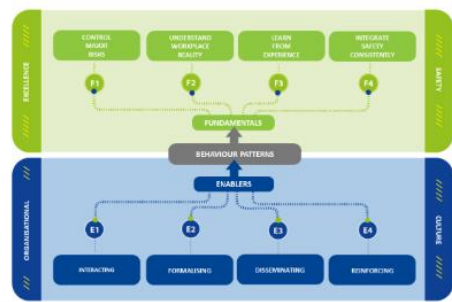 EXCELLENCE
CONTROL
MAJOR
RISKS
UNDERSTAND
WORKPLACE
REALITY
LEARN
FROM
EXPERIENCE
INTEGRATE
SAFETY
CONSISTENTLY
SAFETY
F1
F2
F3
F4
FUNDAMENTALS
BEHAVIOUR PATTERNS
ENABLERS
ORGANISATIONAL
E1
E2
E3
E4
CULTURE
INTERACTING
FORMALISING
DISSEMINATING
REINFORCING